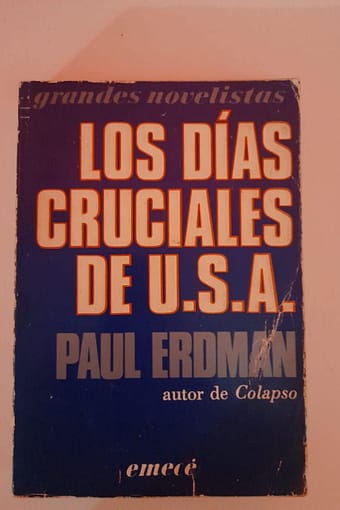 grandes novelistas
LOS DÍAS
CRUCIALES
DE U.S.A.
PAUL ERDMAN
autor de Colapso
emecé